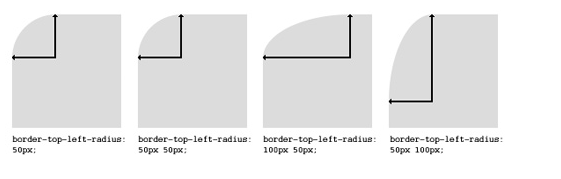 border-top-left-radius:
50px;
border-top-left-radius:
50px 50px;
border-top-left-radius:
100px 50px;
border-top-left-radius:
50px 100px;